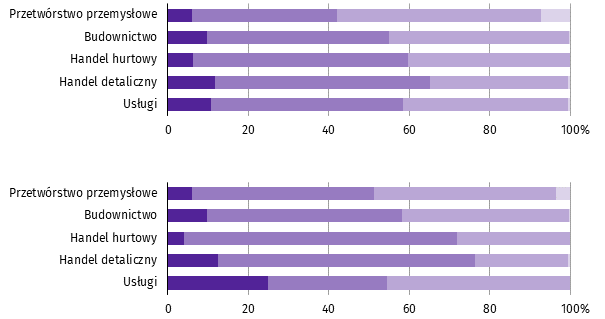 Przetwórstwo przemysłowe
Budownictwo
Handel hurtowy
Handel detaliczny
Usługi
0 20 40 60 80 100%
Przetwórstwo przemysłowe
Budownictwo
Handel hurtowy
Handel detaliczny
Usługi
0 20 40 60 80 100%